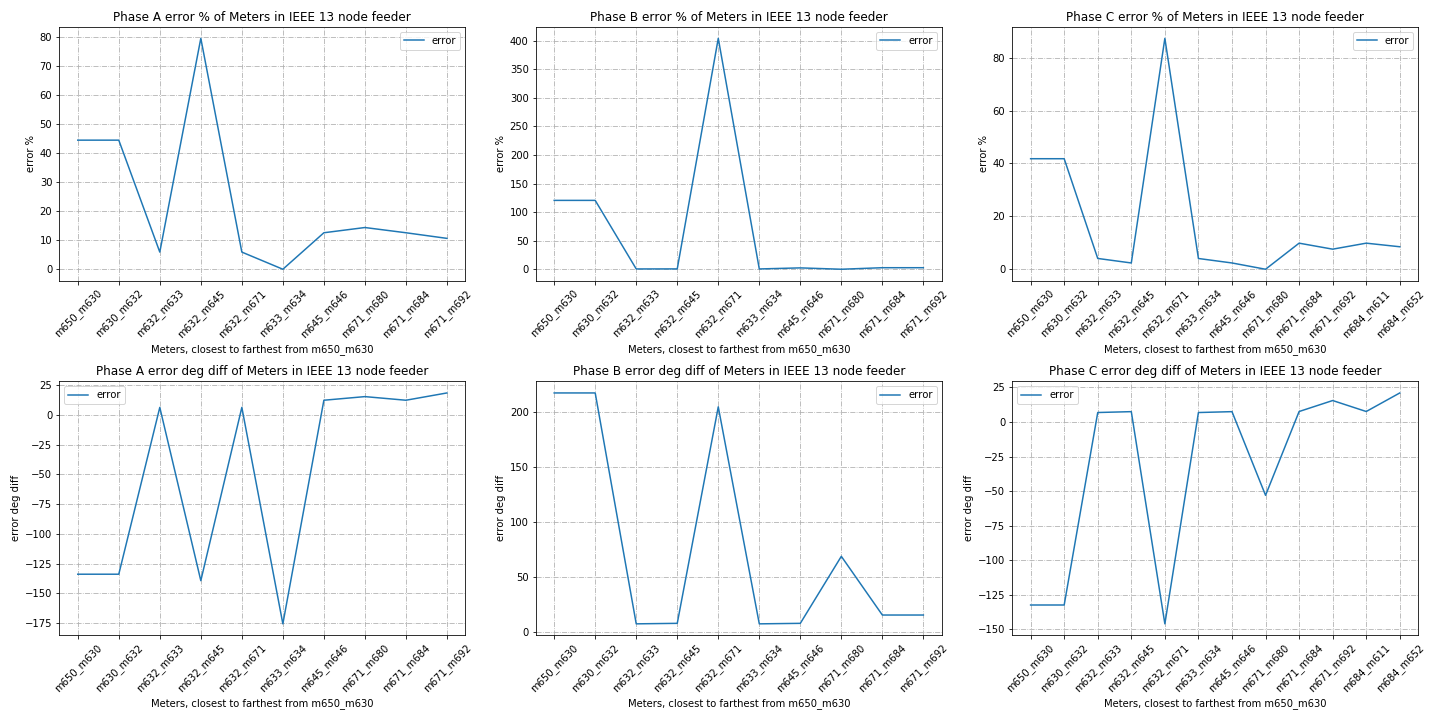 Phase A error % of Meters in IEEE 13 node feeder
error
error %
80
70
60
50
40
30
20
10
0
m650_m630
m630_m632
m632_m633
m632_m645
m632_m671
m633_m634
m645_m646
m671_m680
m671_m684
m671_m692
Meters, closest to farthest from m650_m630
Phase B error % of Meters in IEEE 13 node feeder
error
error %
400
350
300
250
200
150
100
50
0
m650_m630
m630_m632
m632_m633
m632_m645
m632_m671
m633_m634
m645_m646
m671_m680
m671_m684
m671_m692
Meters, closest to farthest from m650_m630
Phase C error % of Meters in IEEE 13 node feeder
error
error %
80
60
40
20
0
m650_m630
m630_m632
m632_m633
m632_m645
m632_m671
m633_m634
m645_m646
m671_m680
m671_m684
m671_m692
m684_m611
m684_m652
Meters, closest to farthest from m650_m630
Phase A error deg diff of Meters in IEEE 13 node feeder
error
error deg diff
25
0
−25
−50
−75
−100
−125
−150
−175
m650_m630
m630_m632
m632_m633
m632_m645
m632_m671
m633_m634
m645_m646
m671_m680
m671_m684
m671_m692
Meters, closest to farthest from m650_m630
Phase B error deg diff of Meters in IEEE 13 node feeder
error
error deg diff
200
150
100
50
0
m650_m630
m630_m632
m632_m633
m632_m645
m632_m671
m633_m634
m645_m646
m671_m680
m671_m684
m671_m692
Meters, closest to farthest from m650_m630
Phase C error deg diff of Meters in IEEE 13 node feeder
error
error deg diff
25
0
−25
−50
−75
−100
−125
−150
m650_m630
m630_m632
m632_m633
m632_m645
m632_m671
m633_m634
m645_m646
m671_m680
m671_m684
m671_m692
m684_m611
m684_m652
Meters, closest to farthest from m650_m630